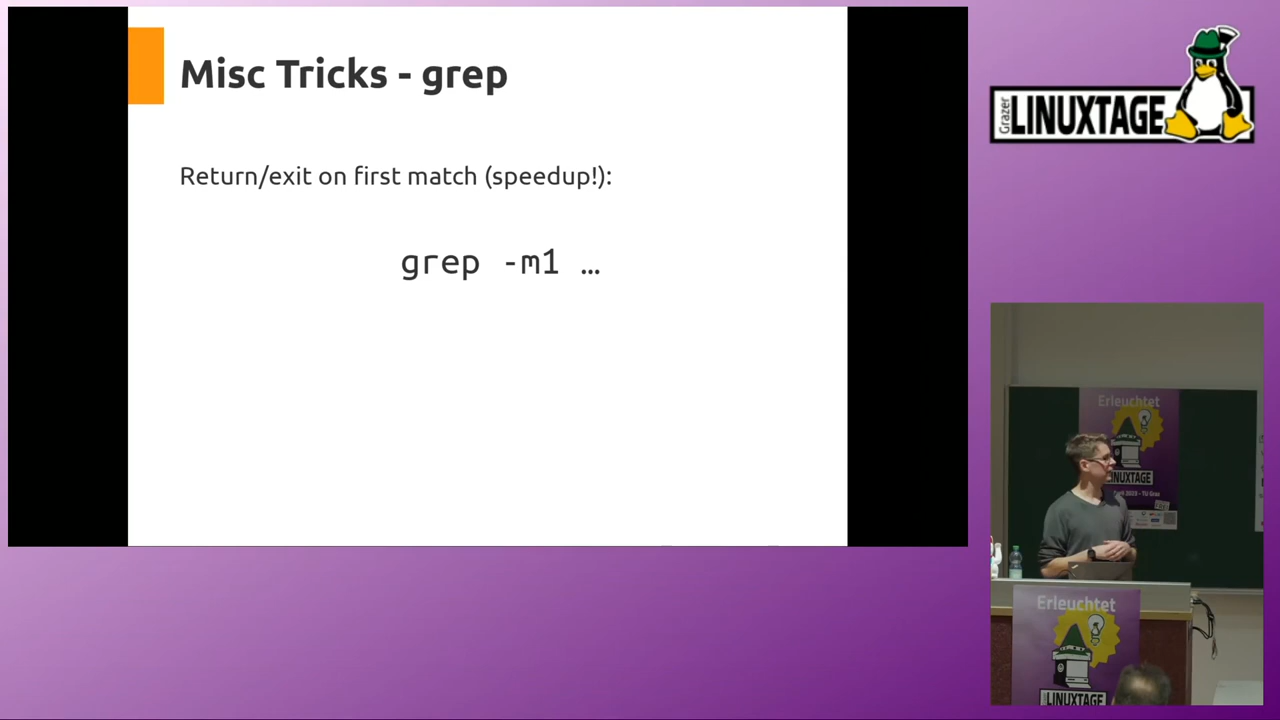 Misc Tricks - grep
Return/exit on first match (speedup!):
grep -m1 …
Grazer
LINUXTAGE
Erleuchtet
LINUXTAGE
Erleuchtet
LINUXTAGE